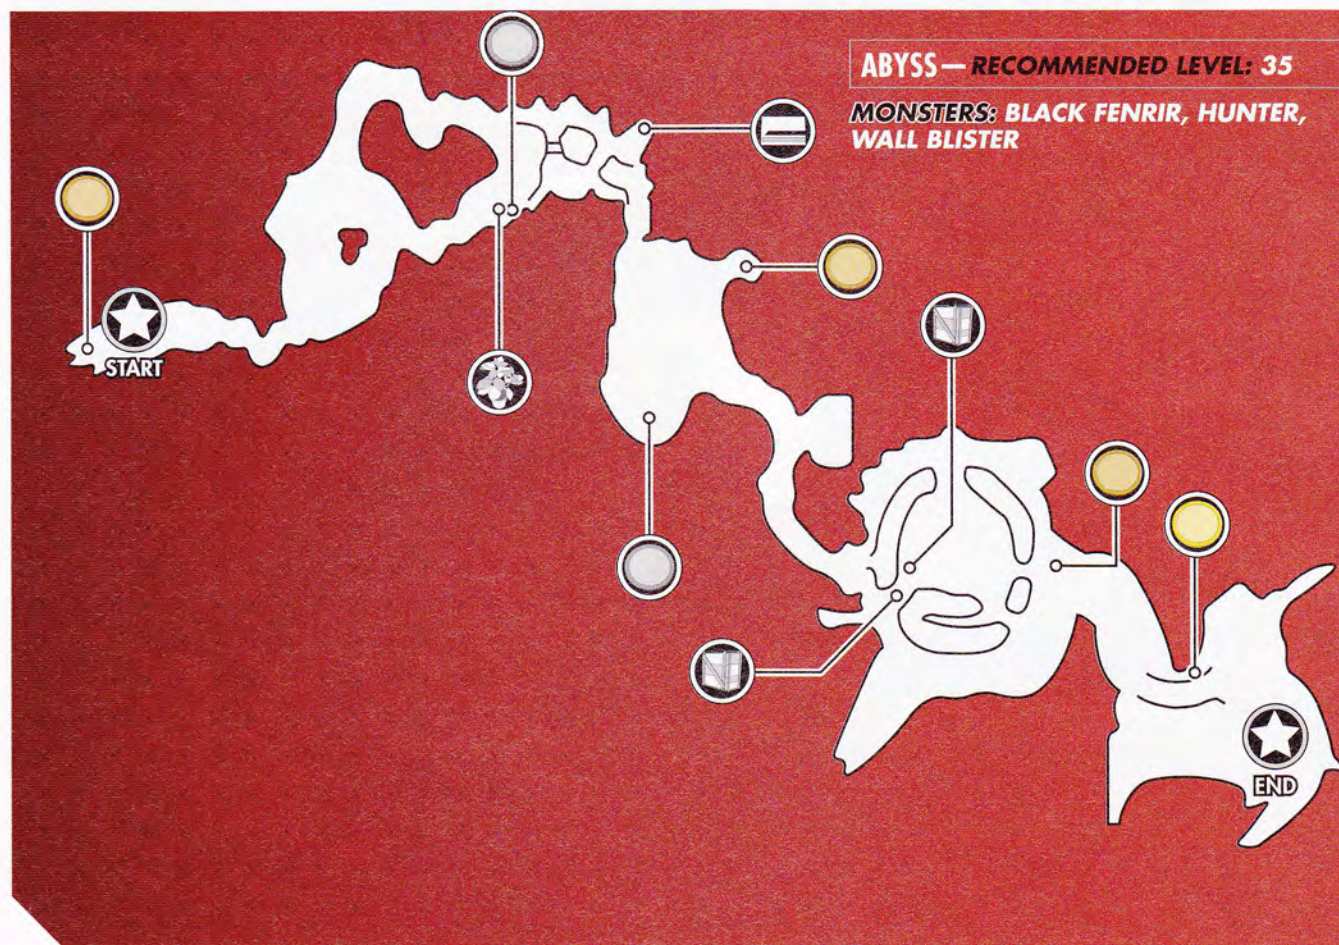 ABYSS—RECOMMENDED LEVEL: 35
MONSTERS: BLACK FENRIR, HUNTER,
WALL BLISTER
START
END